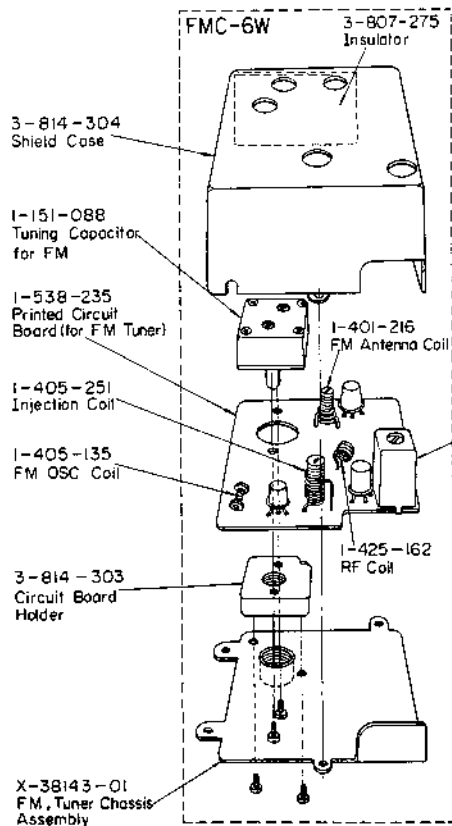 FMC-6W
3-807-275
Insulator
3-814-304
Shield Case
1-151-088
Tuning Capacitor
for FM
1-538-235
Printed Circuit
Board (for FM Tuner)
1-401-216
FM Antenna Coil
1-405-251
Injection Coil
1-405-135
FM OSC Coil
1-425-162
RF Coil
3-814-303
Circuit Board
Holder
X-38143-01
FM, Tuner Chassis
Assembly